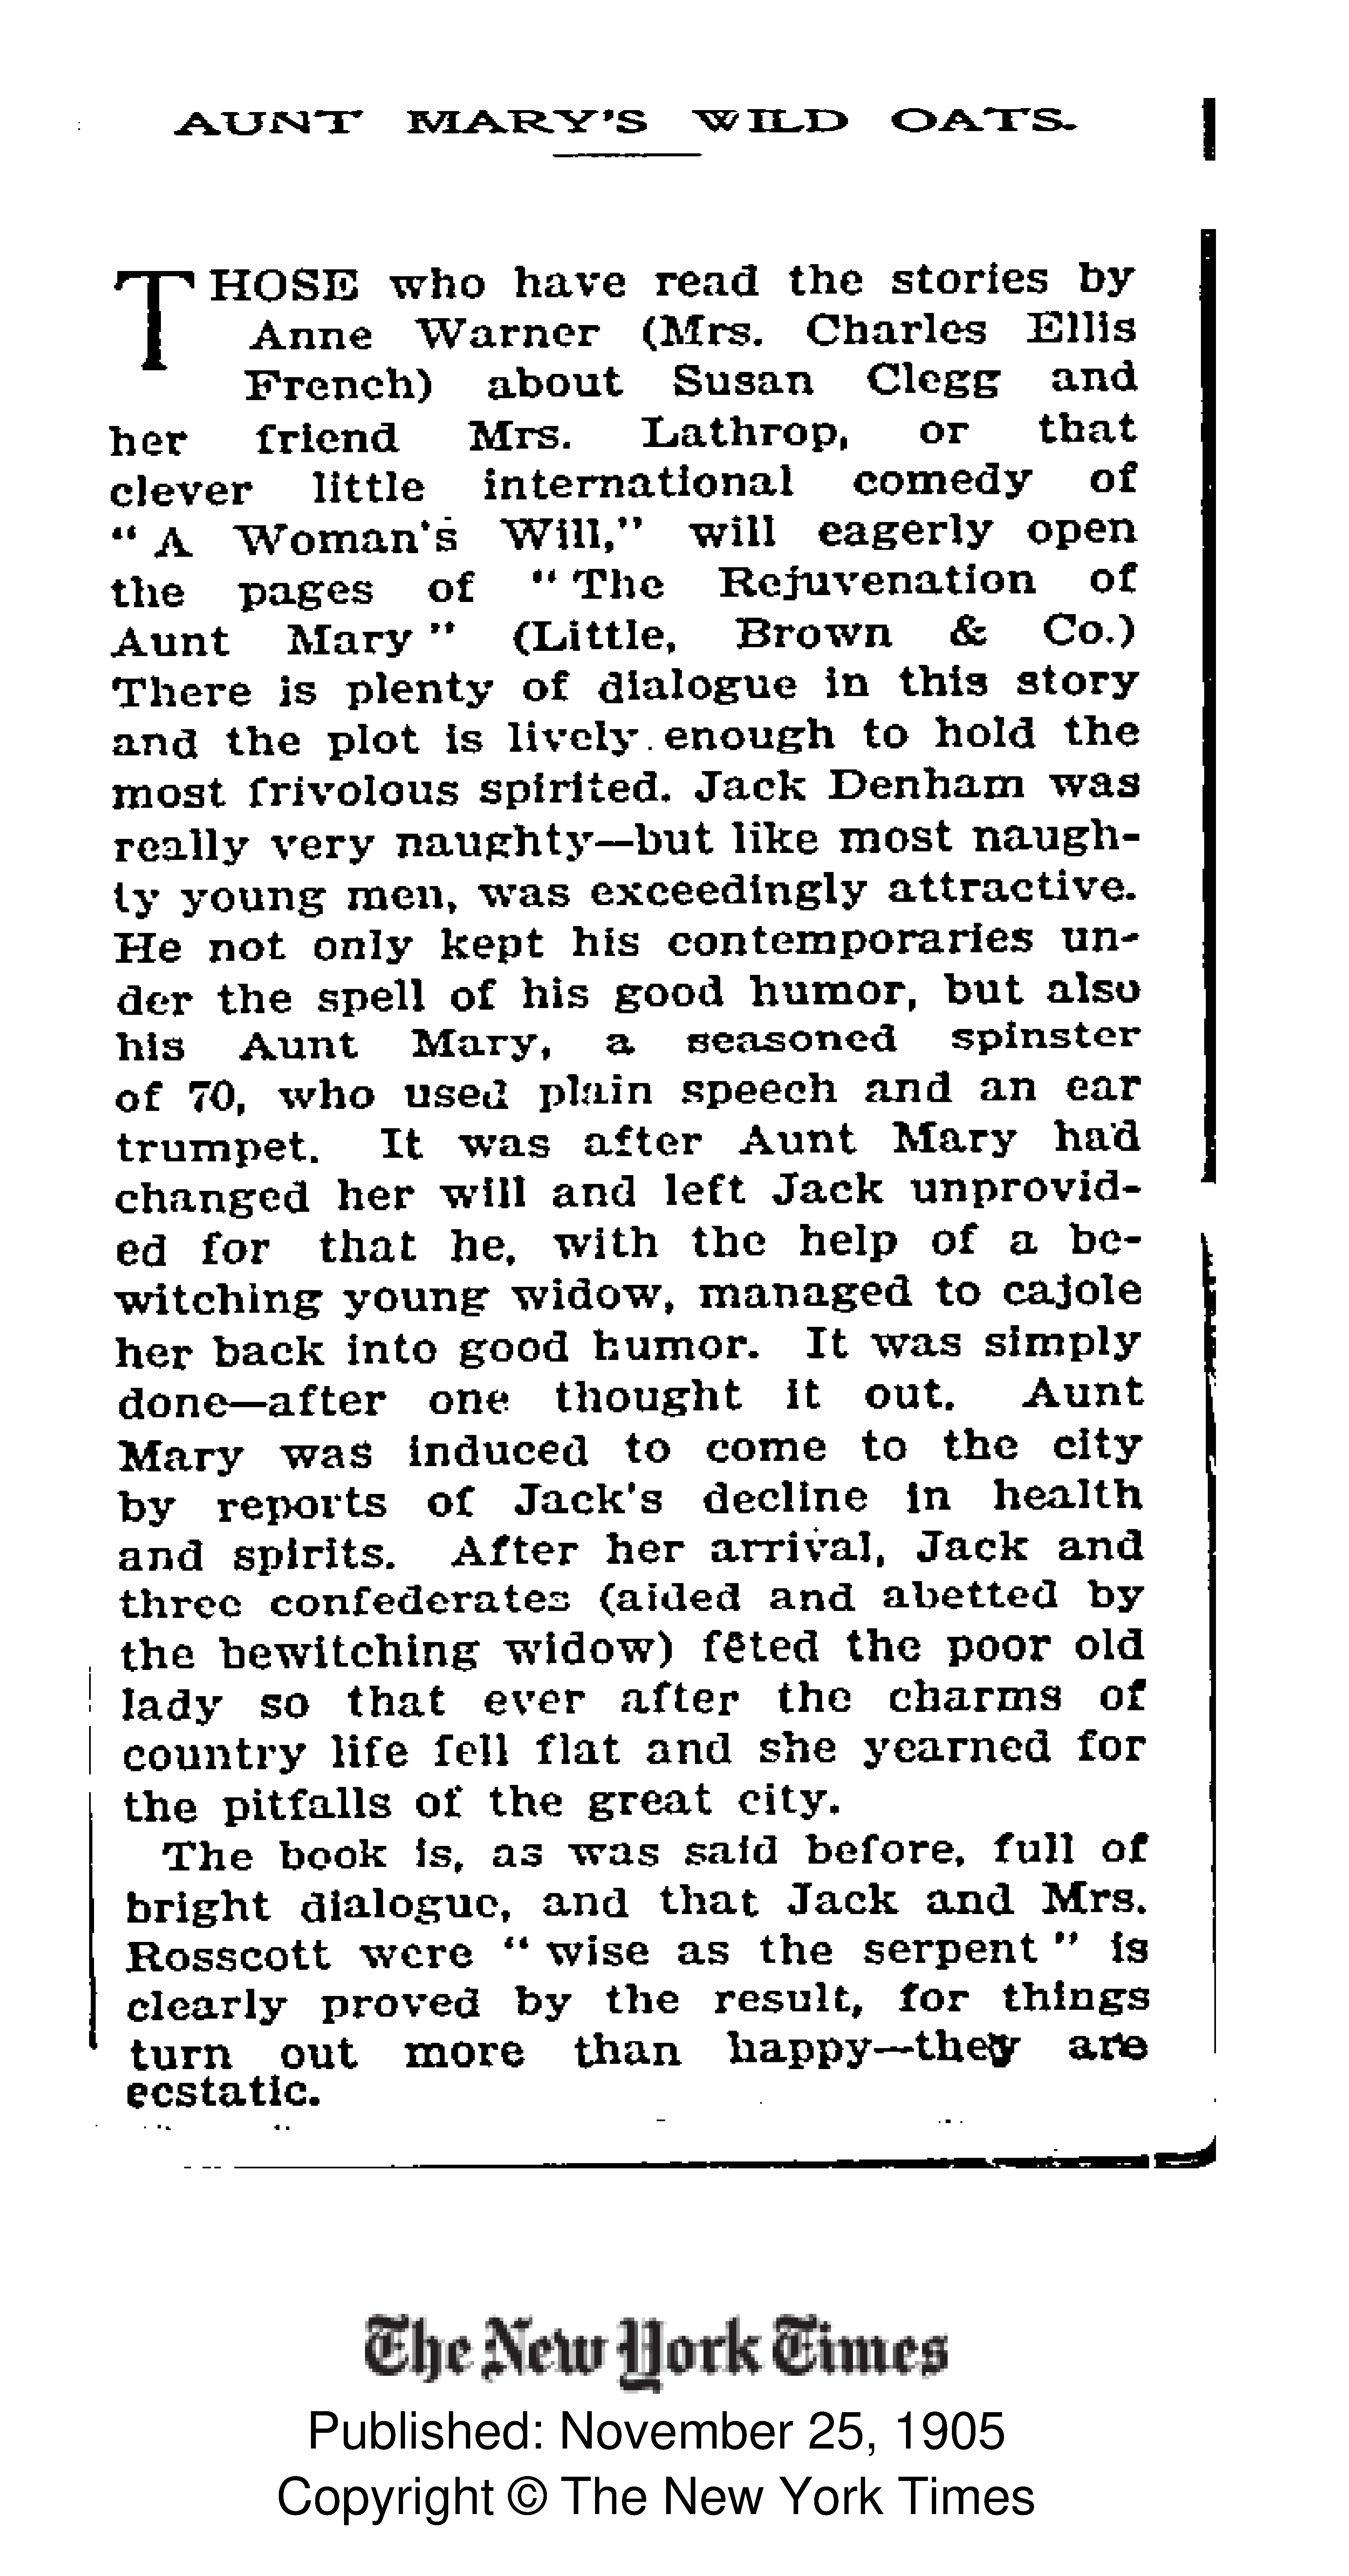 AUNT MARY'S WILD OATS.
THOSE who have read the stories by
Anne Warner (Mrs. Charles Ellis
French) about Susan Clegg and
her friend Mrs. Lathrop, or that
clever little international comedy of
"A Woman's Will," will eagerly open
the pages of "The Rejuvenation of
Aunt Mary" (Little, Brown & Co.)
There is plenty of dialogue in this story
and the plot is lively enough to hold the
most frivolous spirited. Jack Denham was
really very naughty—but like most naugh-
ty young men, was exceedingly attractive.
He not only kept his contemporaries un-
der the spell of his good humor, but also
his Aunt Mary, a seasoned spinster
of 70, who used plain speech and an ear
trumpet. It was after Aunt Mary had
changed her will and left Jack unprovid-
ed for that he, with the help of a be-
witching young widow, managed to cajole
her back into good humor. It was simply
done—after one thought it out. Aunt
Mary was induced to come to the city
by reports of Jack's decline in health
and spirits. After her arrival, Jack and
three confederates (aided and abetted by
the bewitching widow) fêted the poor old
lady so that ever after the charms of
country life fell flat and she yearned for
the pitfalls of the great city.
The book is, as was said before, full of
bright dialogue, and that Jack and Mrs.
Rosscott were "wise as the serpent" is
clearly proved by the result, for things
turn out more than happy—they are
ecstatic.
The New York Times
Published: November 25, 1905
Copyright © The New York Times